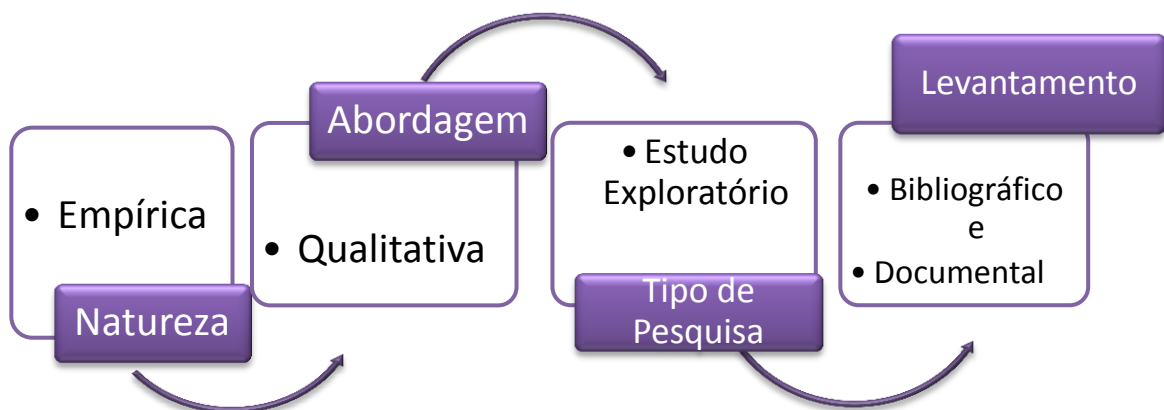 • Empírica
Natureza
Abordagem
• Qualitativa
• Estudo
Exploratório
Tipo de
Pesquisa
Levantamento
• Bibliográfico
e
• Documental